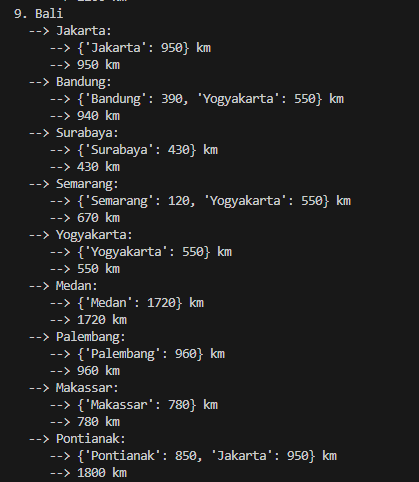 9. Bali
--> Jakarta:
--> {'Jakarta': 950} km
--> 950 km
--> Bandung:
--> {'Bandung': 390, 'Yogyakarta': 550} km
--> 940 km
--> Surabaya:
--> {'Surabaya': 430} km
--> 430 km
--> Semarang:
--> {'Semarang': 120, 'Yogyakarta': 550} km
--> 670 km
--> Yogyakarta:
--> {'Yogyakarta': 550} km
--> 550 km
--> Medan:
--> {'Medan': 1720} km
--> 1720 km
--> Palembang:
--> {'Palembang': 960} km
--> 960 km
--> Makassar:
--> {'Makassar': 780} km
--> 780 km
--> Pontianak:
--> {'Pontianak': 850, 'Jakarta': 950} km
--> 1800 km